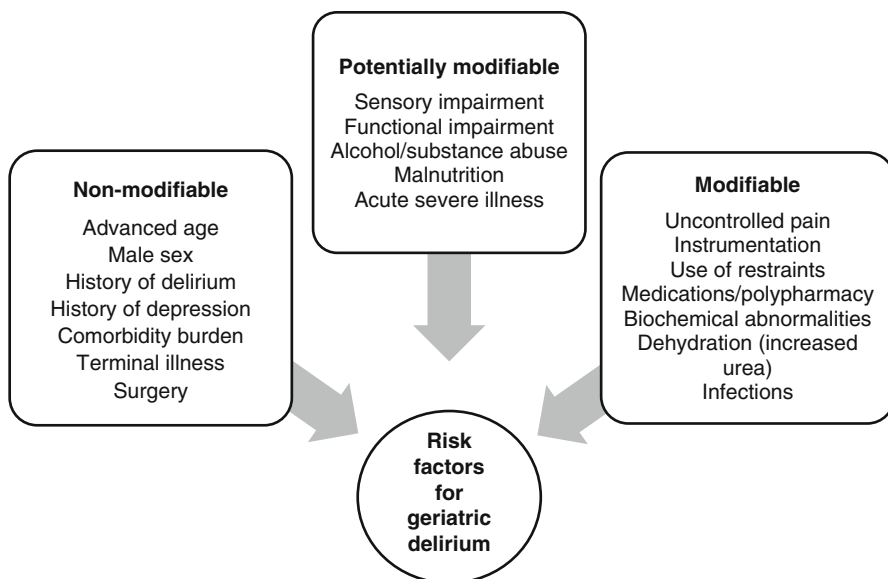 Potentially modifiable
Sensory impairment
Functional impairment
Alcohol/substance abuse
Malnutrition
Acute severe illness
Non-modifiable
Advanced age
Male sex
History of delirium
History of depression
Comorbidity burden
Terminal illness
Surgery
Modifiable
Uncontrolled pain
Instrumentation
Use of restraints
Medications/polypharmacy
Biochemical abnormalities
Dehydration (increased
urea)
Infections
Risk
factors
for
geriatric
delirium